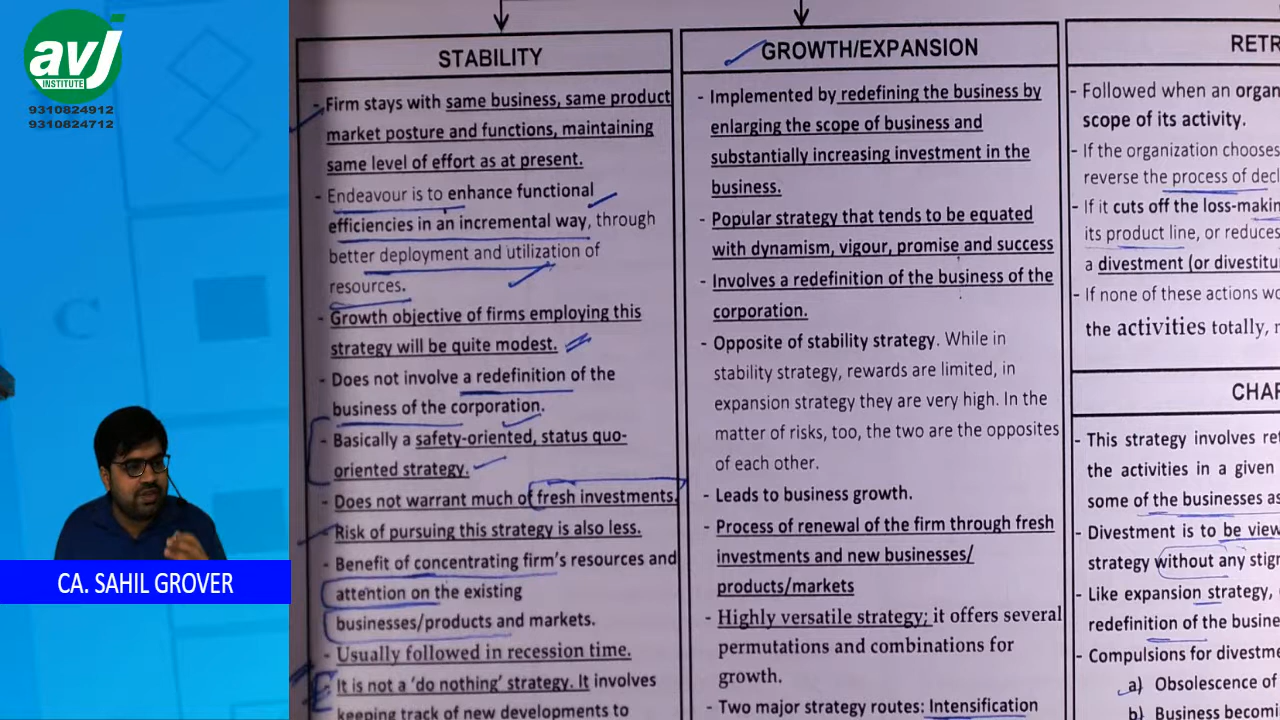 avj
INSTITUTE
9310824912
9310824712
CA. SAHIL GROVER
STABILITY
- Firm stays with same business, same product
market posture and functions, maintaining
same level of effort as at present.
- Endeavour is to enhance functional
efficiencies in an incremental way, through
better deployment and utilization of
resources.
- Growth objective of firms employing this
strategy will be quite modest.
- Does not involve a redefinition of the
business of the corporation.
- Basically a safety-oriented, status quo-
oriented strategy.
- Does not warrant much of fresh investments.
- Risk of pursuing this strategy is also less.
- Benefit of concentrating firm's resources and
attention on the existing
businesses/products and markets.
- Usually followed in recession time.
- It is not a 'do nothing' strategy. It involves
keeping track of new developments to
GROWTH/EXPANSION
- Implemented by redefining the business by
enlarging the scope of business and
substantially increasing investment in the
business.
- Popular strategy that tends to be equated
with dynamism, vigour, promise and success
- Involves a redefinition of the business of the
corporation.
- Opposite of stability strategy. While in
stability strategy, rewards are limited, in
expansion strategy they are very high. In the
matter of risks, too, the two are the opposites
of each other.
- Leads to business growth.
- Process of renewal of the firm through fresh
investments and new businesses/
products/markets
- Highly versatile strategy; it offers several
permutations and combinations for
growth.
- Two major strategy routes: Intensification
RETR
- Followed when an organ
scope of its activity.
- If the organization chooses
reverse the process of decl
- If it cuts off the loss-makin
its product line, or reduces
a divestment (or divestitu
- If none of these actions wo
the activities totally, r
CHAR
- This strategy involves ret
the activities in a given
some of the businesses as
- Divestment is to be view
strategy without any stign
- Like expansion strategy,
redefinition of the busine
- Compulsions for divestme
a) Obsolescence of
b) Business becomi